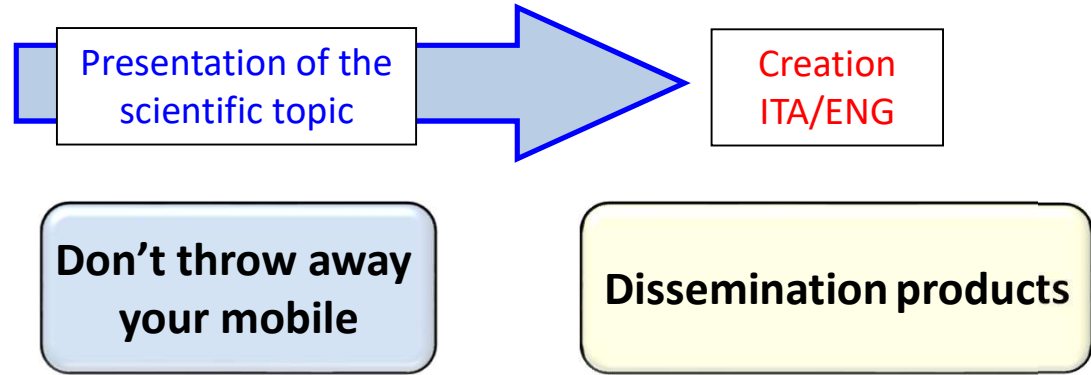 Presentation of the
scientific topic
Creation
ITA/ENG
Don’t throw away
your mobile
Dissemination products